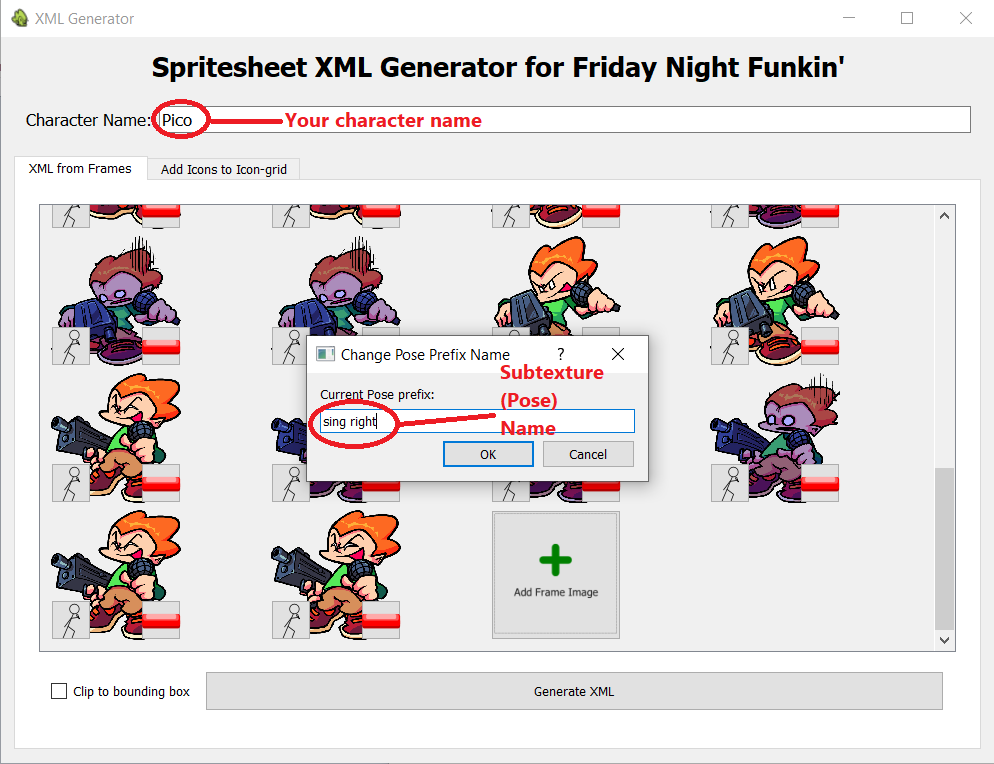 XML Generator
Spritesheet XML Generator for Friday Night Funkin'
Character Name: Pico Your character name
XML from Frames Add Icons to Icon-grid
Change Pose Prefix Name ?
Subtexture
Current Pose prefix: (Pose)
sing right Name
OK Cancel
Add Frame Image
Clip to bounding box Generate XML